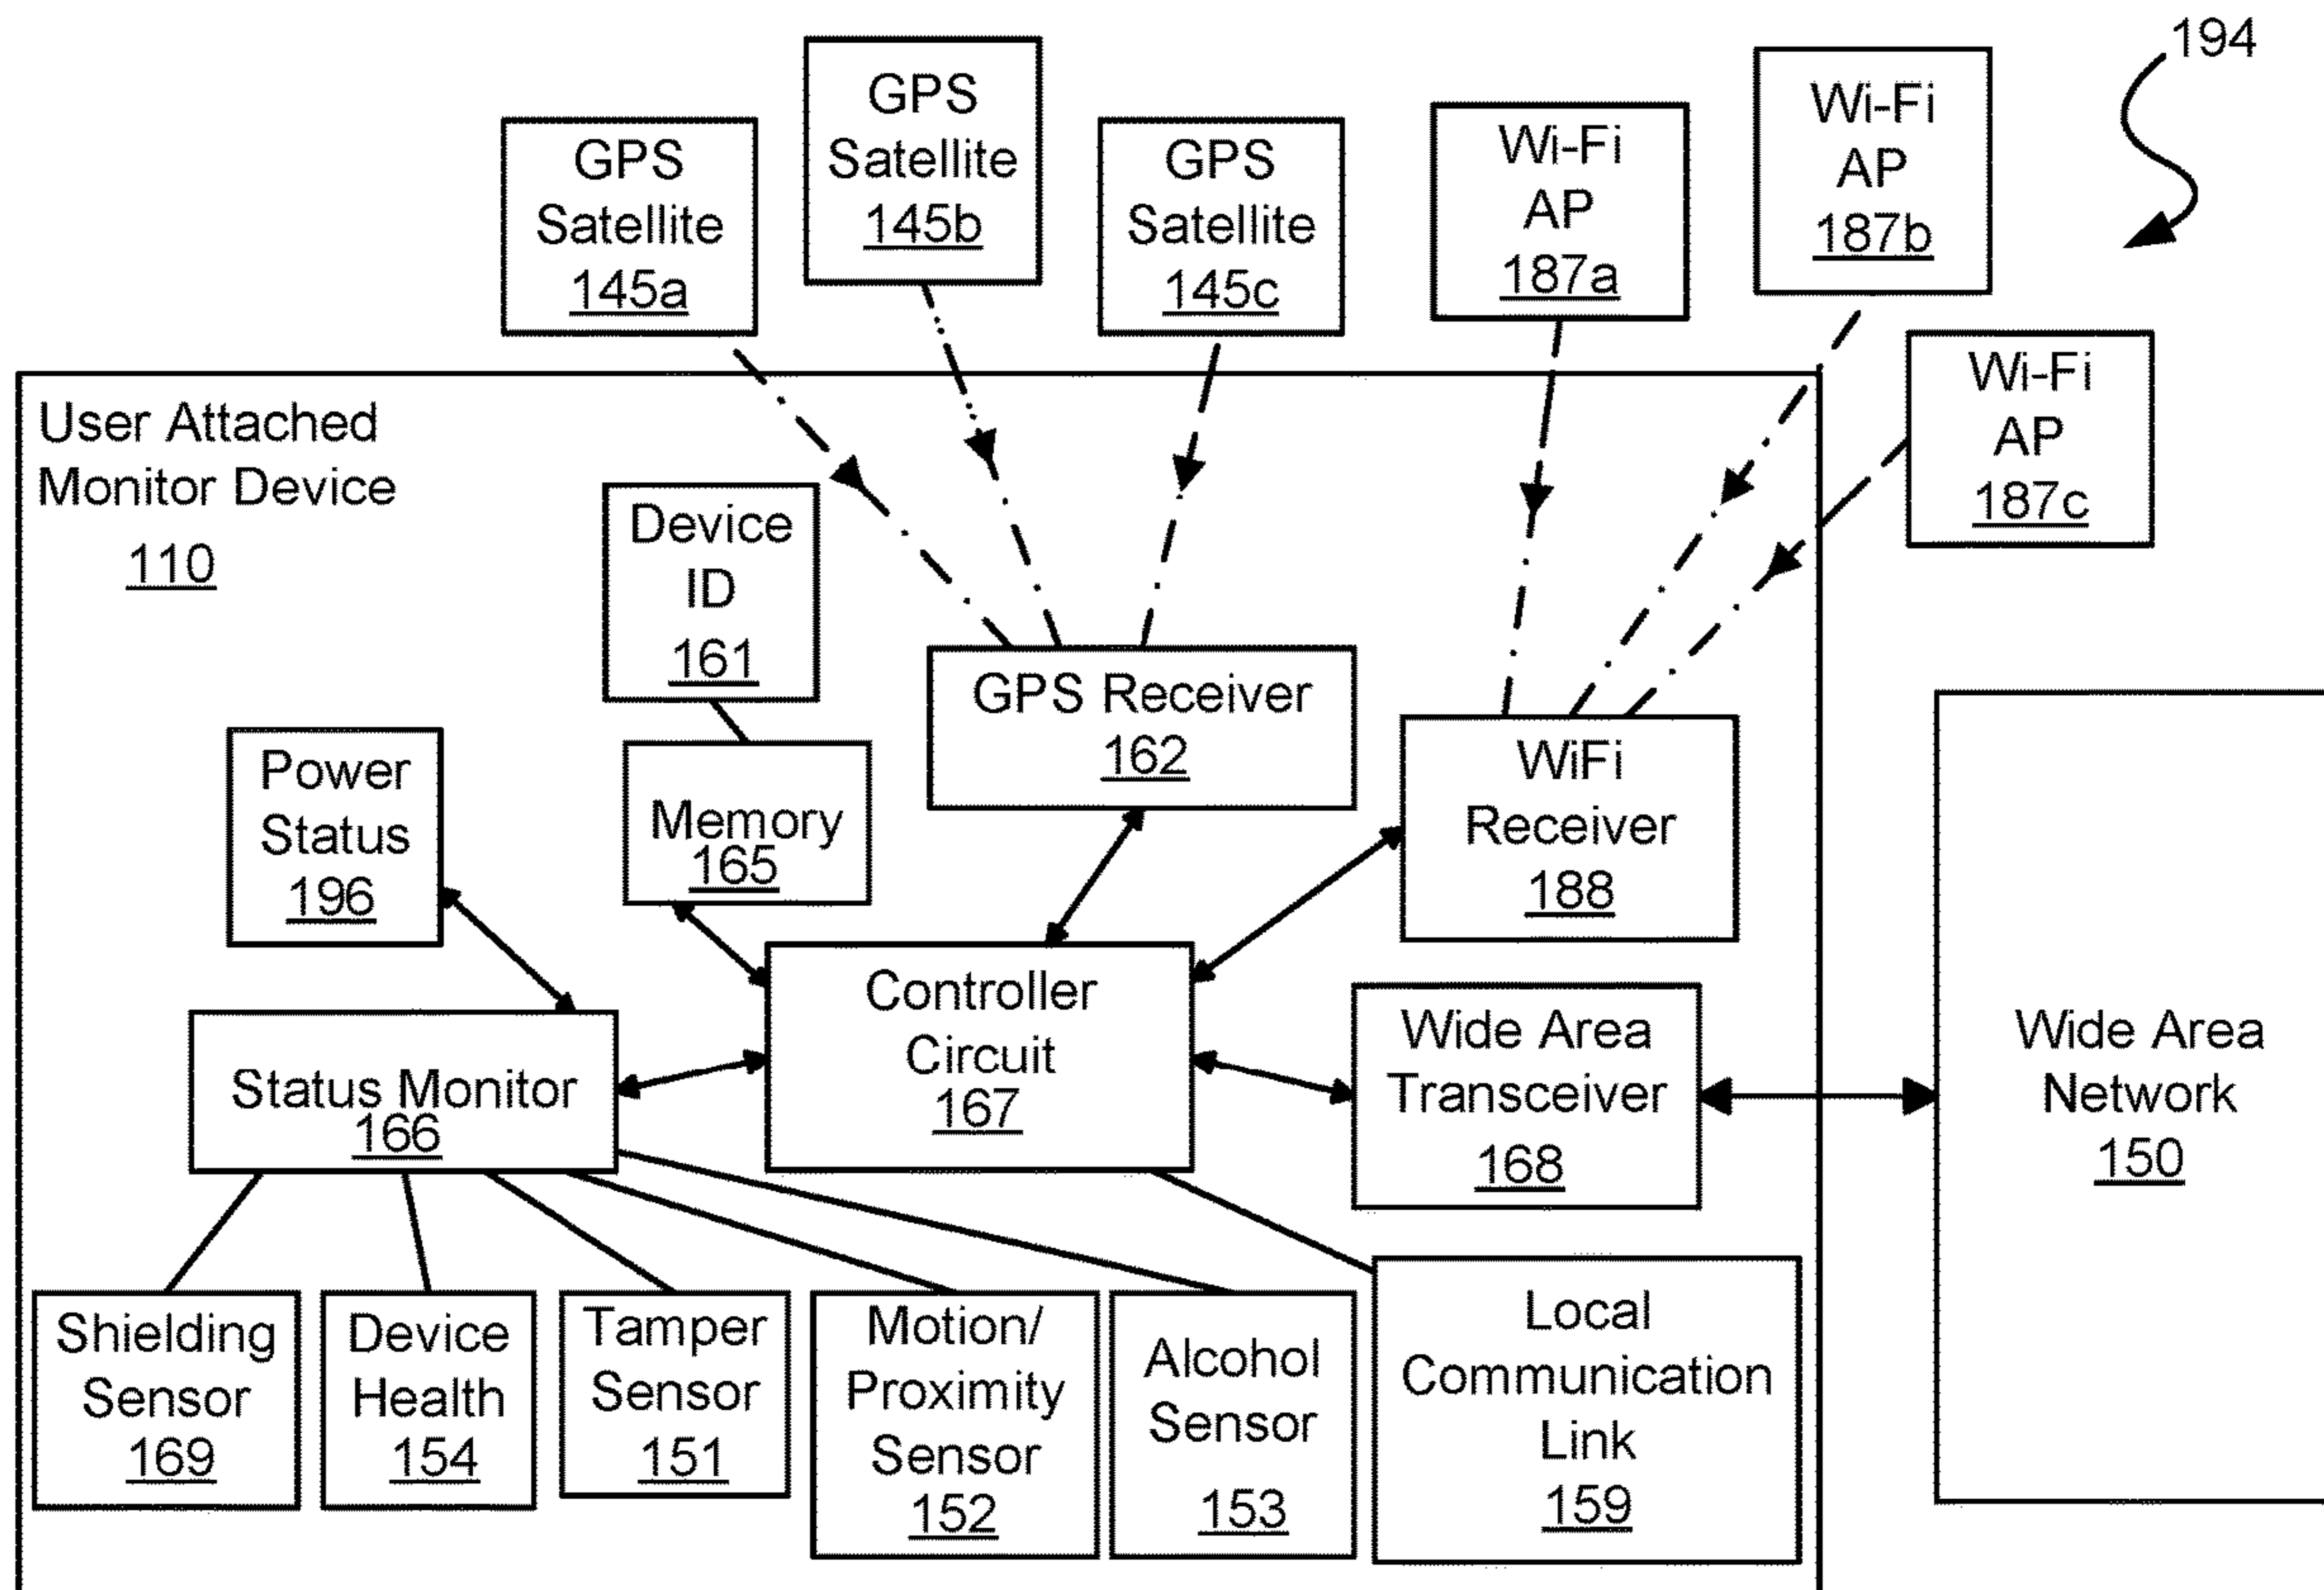 194
GPS
Satellite
145a
GPS
Satellite
145b
GPS
Satellite
145c
Wi-Fi
AP
187a
Wi-Fi
AP
187b
Wi-Fi
AP
187c
User Attached
Monitor Device
110
Device
ID
161
GPS Receiver
162
WiFi
Receiver
188
Power
Status
196
Memory
165
Controller
Circuit
167
Status Monitor
166
Wide Area
Transceiver
168
Wide Area
Network
150
Shielding
Sensor
169
Device
Health
154
Tamper
Sensor
151
Motion/
Proximity
Sensor
152
Alcohol
Sensor
153
Local
Communication
Link
159